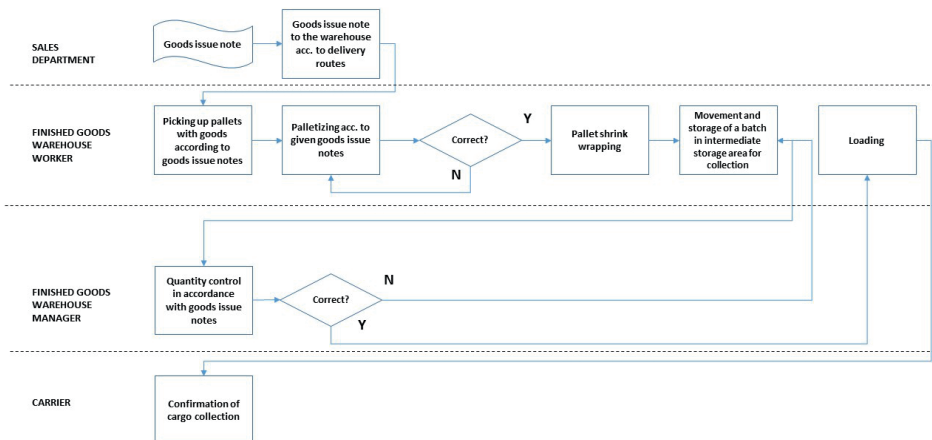 SALES
DEPARTMENT
Goods issue note
Goods issue note
to the warehouse
acc. to delivery
routes
FINISHED GOODS
WAREHOUSE
WORKER
Picking up pallets
with goods
according to
goods issue notes
Palletizing acc. to
given goods issue
notes
Correct?
Y
N
Pallet shrink
wrapping
Movement and
storage of a batch
in intermediate
storage area for
collection
Loading
FINISHED GOODS
WAREHOUSE
MANAGER
Quantity control
in accordance
with goods issue
notes
Correct?
N
Y
CARRIER
Confirmation of
cargo collection